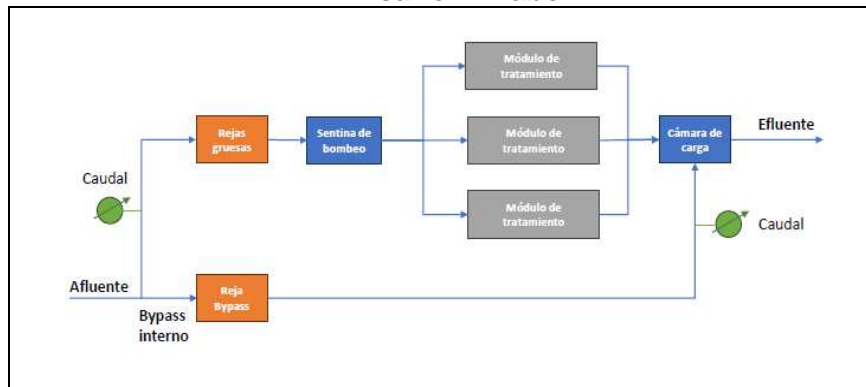 Módulo de
tratamiento
Rejas
gruesas
Sentina de
bombeo
Módulo de
tratamiento
Cámara de
carga
Efluente
Caudal
Módulo de
tratamiento
Caudal
Afluente
Bypass
interno
Reja
Bypass